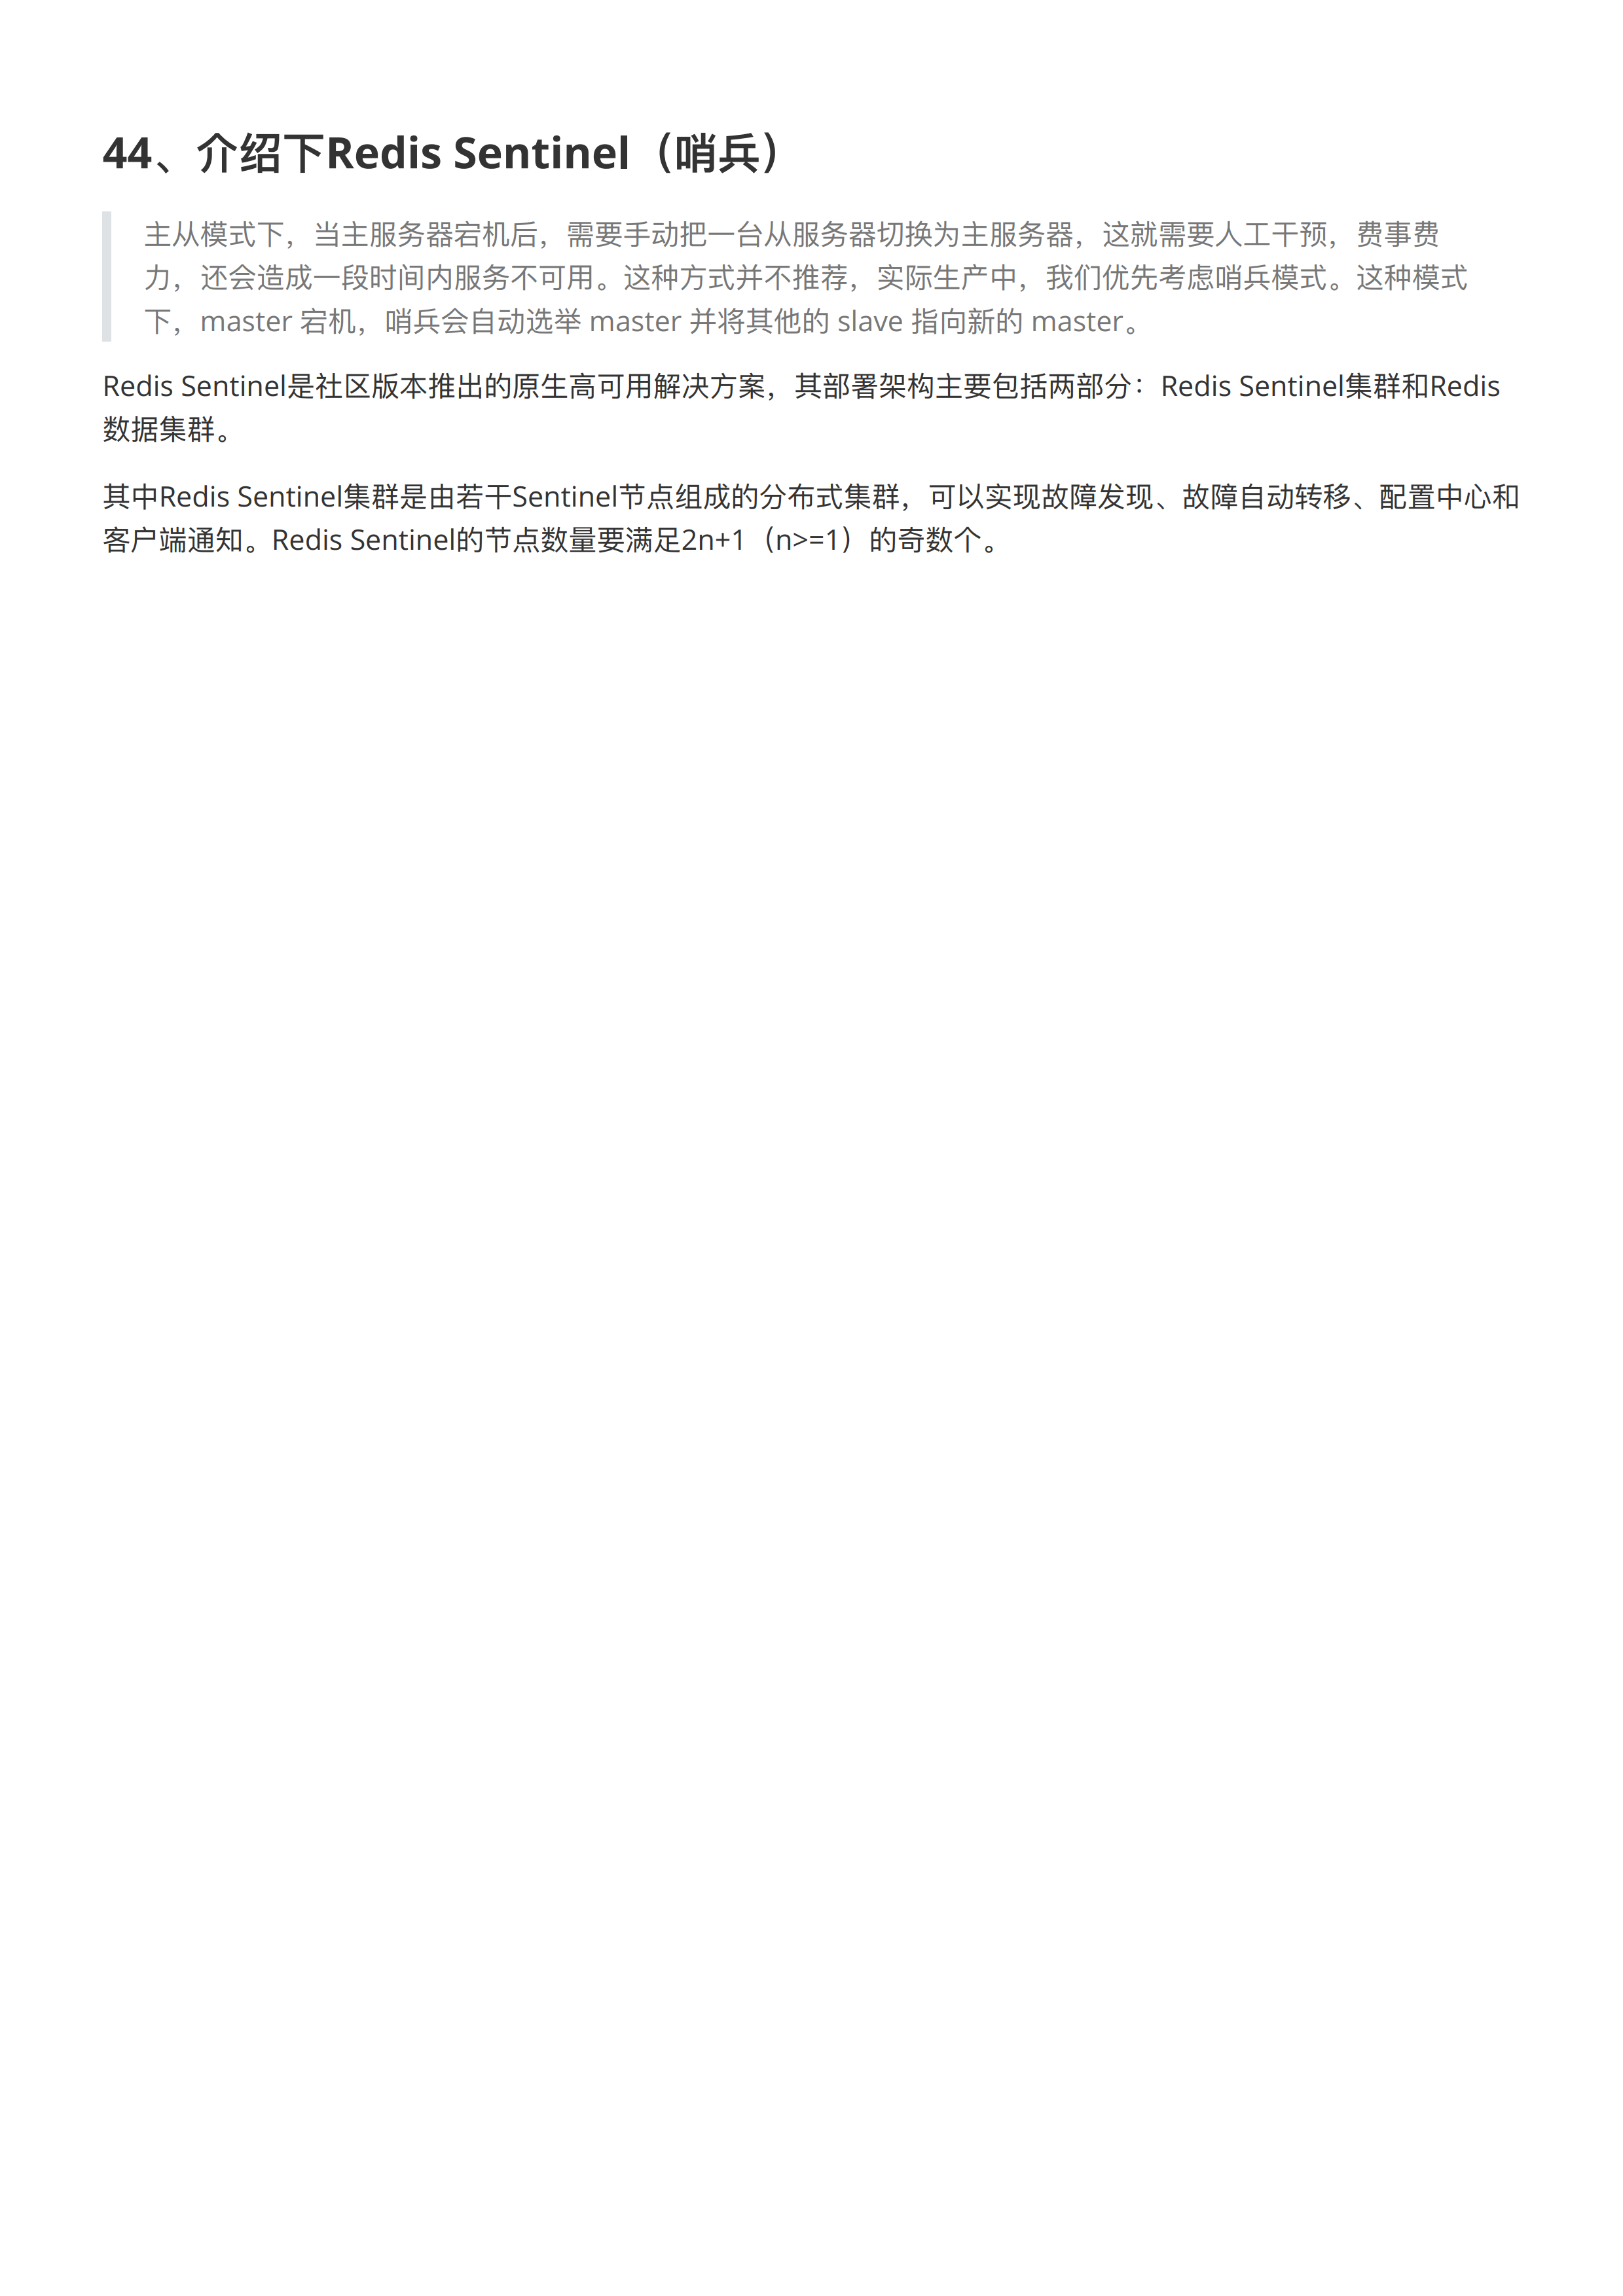 44、介绍下Redis Sentinel（哨兵）
主从模式下，当主服务器宕机后，需要手动把一台从服务器切换为主服务器，这就需要人工干预，费事费
力，还会造成一段时间内服务不可用。这种方式并不推荐，实际生产中，我们优先考虑哨兵模式。这种模式
下，master 宕机，哨兵会自动选举 master 并将其他的 slave 指向新的 master。
Redis Sentinel是社区版本推出的原生高可用解决方案，其部署架构主要包括两部分：Redis Sentinel集群和Redis
数据集群。
其中Redis Sentinel集群是由若干Sentinel节点组成的分布式集群，可以实现故障发现、故障自动转移、配置中心和
客户端通知。Redis Sentinel的节点数量要满足2n+1（n>=1）的奇数个。